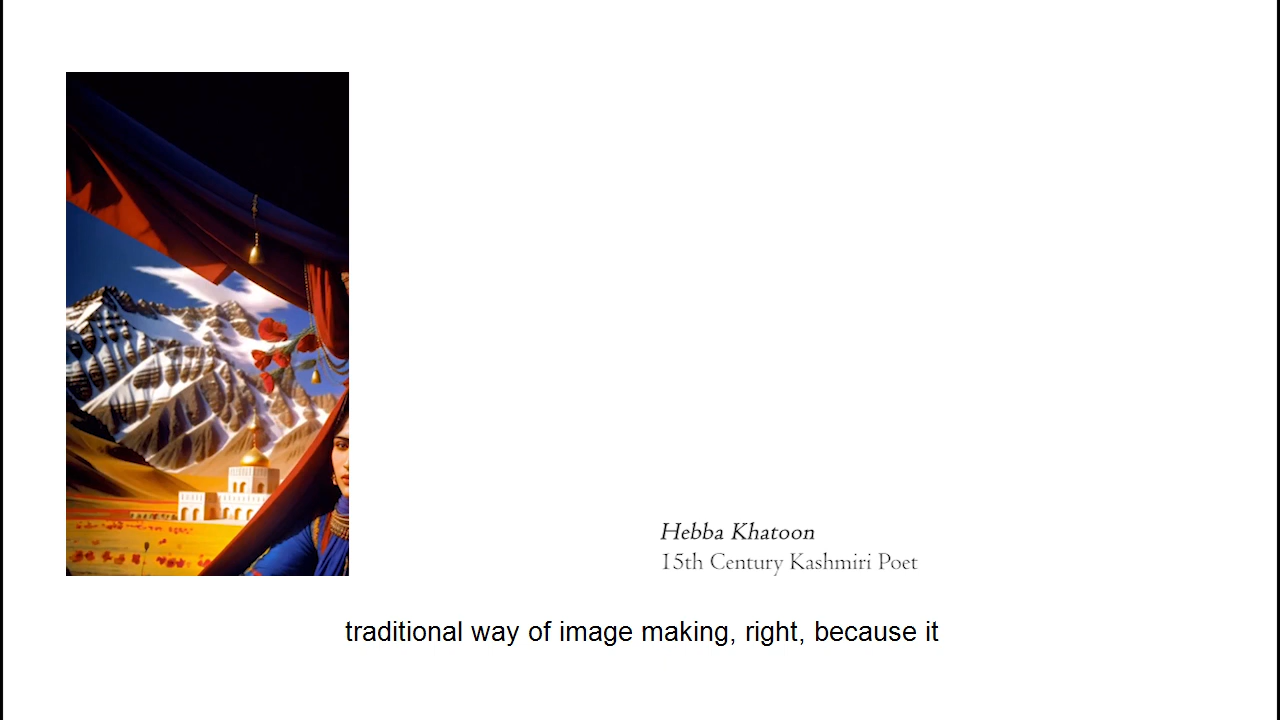 Hebba Khatoon
15th Century Kashmiri Poet
traditional way of image making, right, because it